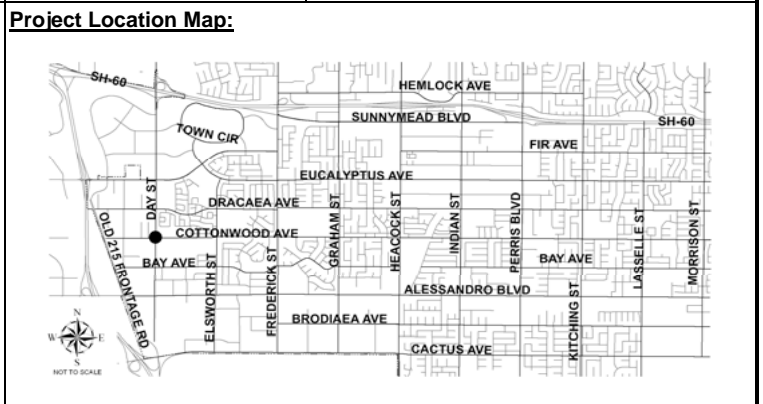 Project Location Map:
SH-60
HEMLOCK AVE
SUNNYMEAD BLVD
SH-60
TOWN CIR
FIR AVE
EUCALYPTUS AVE
DAY ST
DRACAEA AVE
COTTONWOOD AVE
OLD 215 FRONTAGE RD
BAY AVE
ELSWORTH ST
FREDERICK ST
GRAHAM ST
HEACOCK ST
INDIAN ST
PERRIS BLVD
BAY AVE
KITCHING ST
LASSELLE ST
MORRISON ST
ALESSANDRO BLVD
BRODIAEA AVE
CACTUS AVE
N
W E
S
NOT TO SCALE